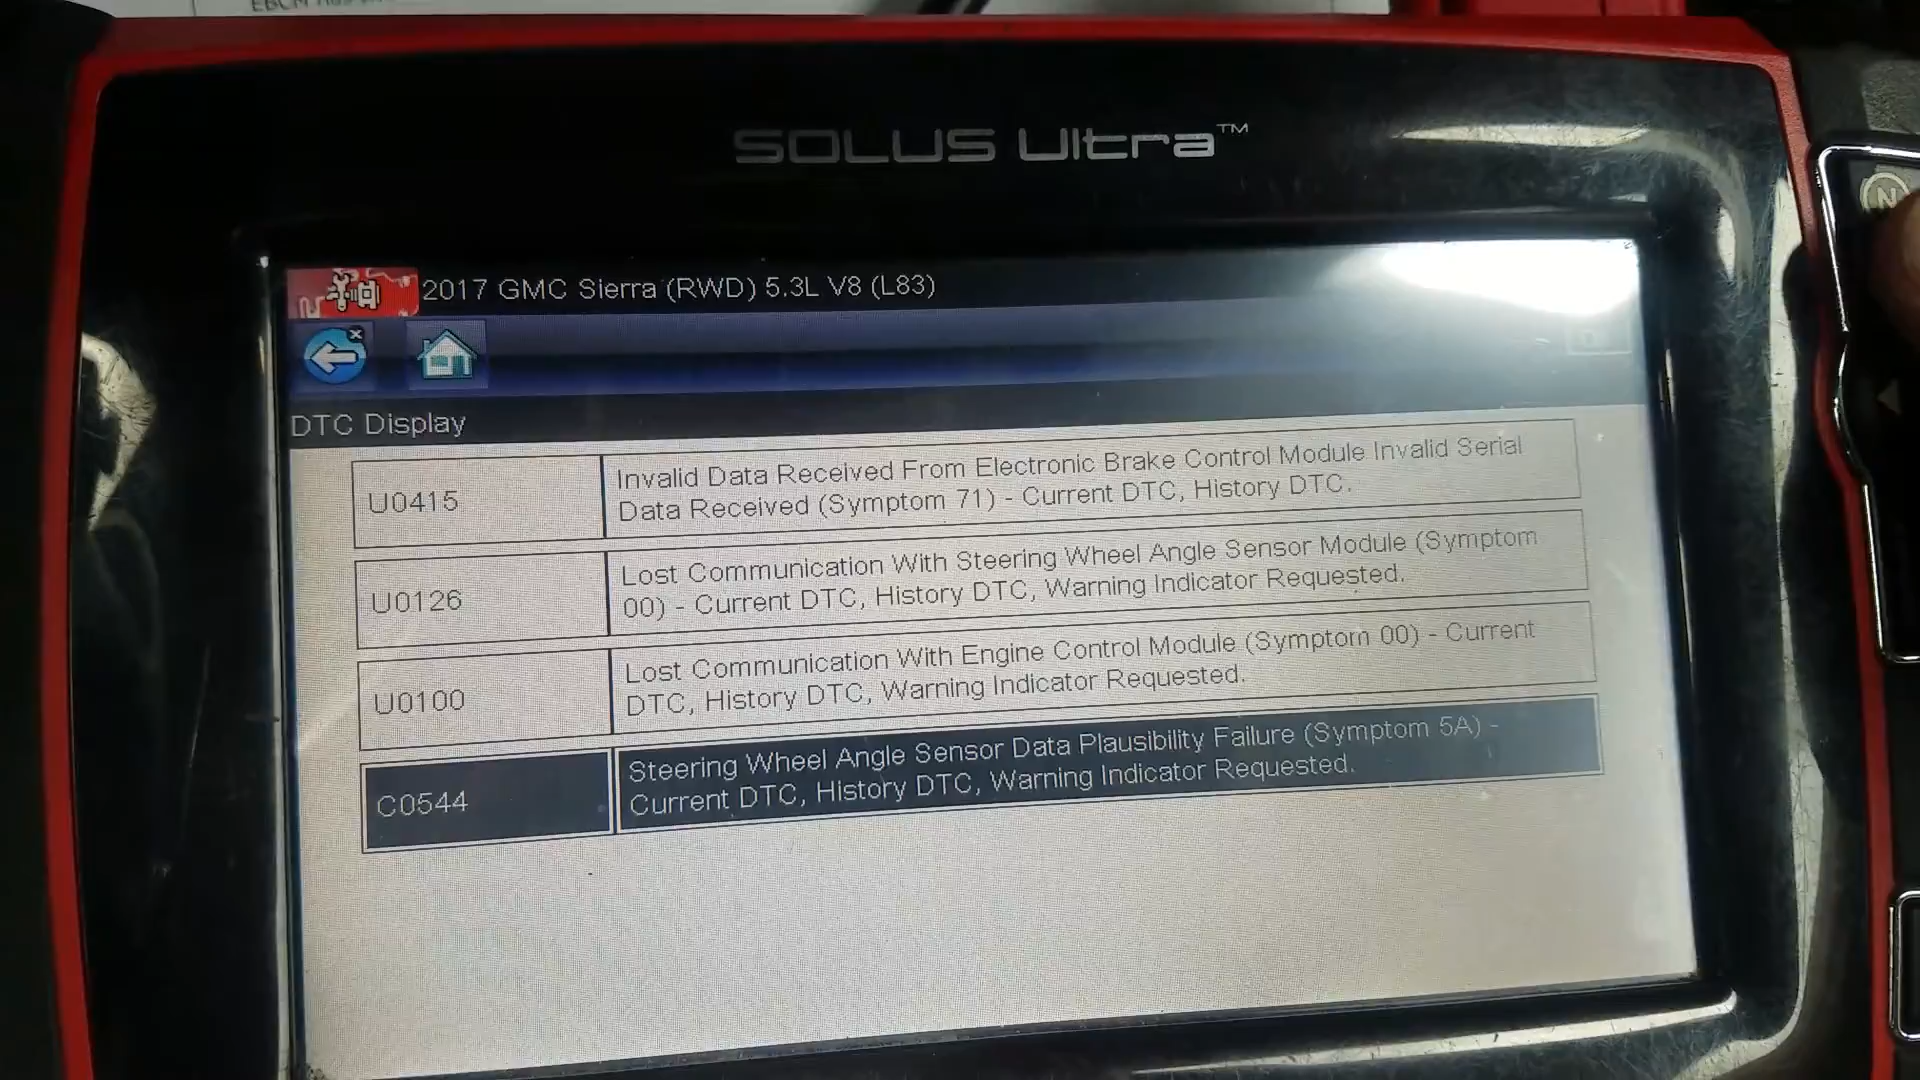 SOLUS Ultra™
2017 GMC Sierra (RWD) 5.3L V8 (L83)
DTC Display
U0415
Invalid Data Received From Electronic Brake Control Module Invalid Serial
Data Received (Symptom 71) - Current DTC, History DTC.
U0126
Lost Communication With Steering Wheel Angle Sensor Module (Symptom
00) - Current DTC, History DTC, Warning Indicator Requested.
U0100
Lost Communication With Engine Control Module (Symptom 00) - Current
DTC, History DTC, Warning Indicator Requested.
C0544
Steering Wheel Angle Sensor Data Plausibility Failure (Symptom 5A) -
Current DTC, History DTC, Warning Indicator Requested.
N